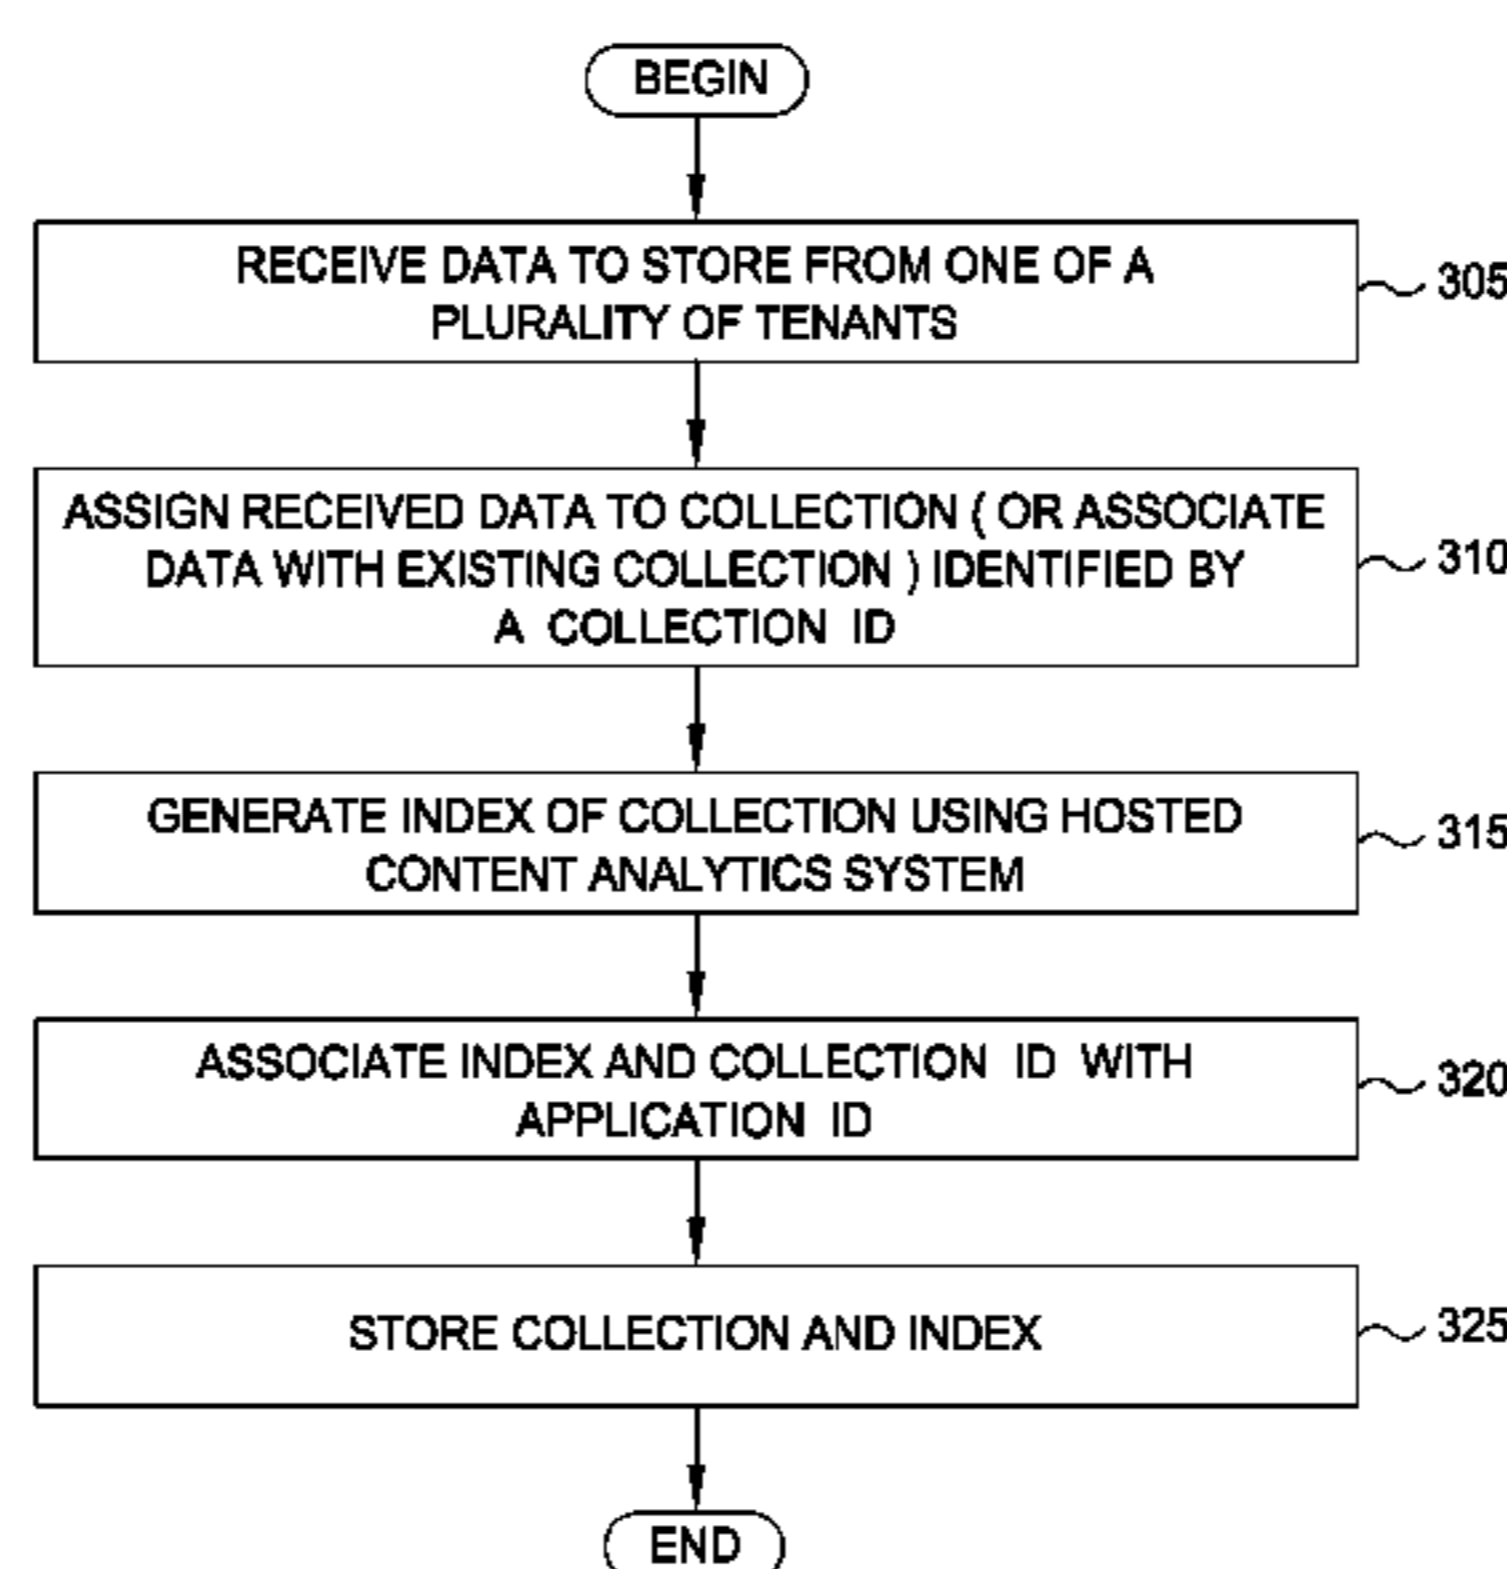 BEGIN
RECEIVE DATA TO STORE FROM ONE OF A
PLURALITY OF TENANTS
305
ASSIGN RECEIVED DATA TO COLLECTION ( OR ASSOCIATE
DATA WITH EXISTING COLLECTION ) IDENTIFIED BY
A COLLECTION ID
310
GENERATE INDEX OF COLLECTION USING HOSTED
CONTENT ANALYTICS SYSTEM
315
ASSOCIATE INDEX AND COLLECTION ID WITH
APPLICATION ID
320
STORE COLLECTION AND INDEX
325
END